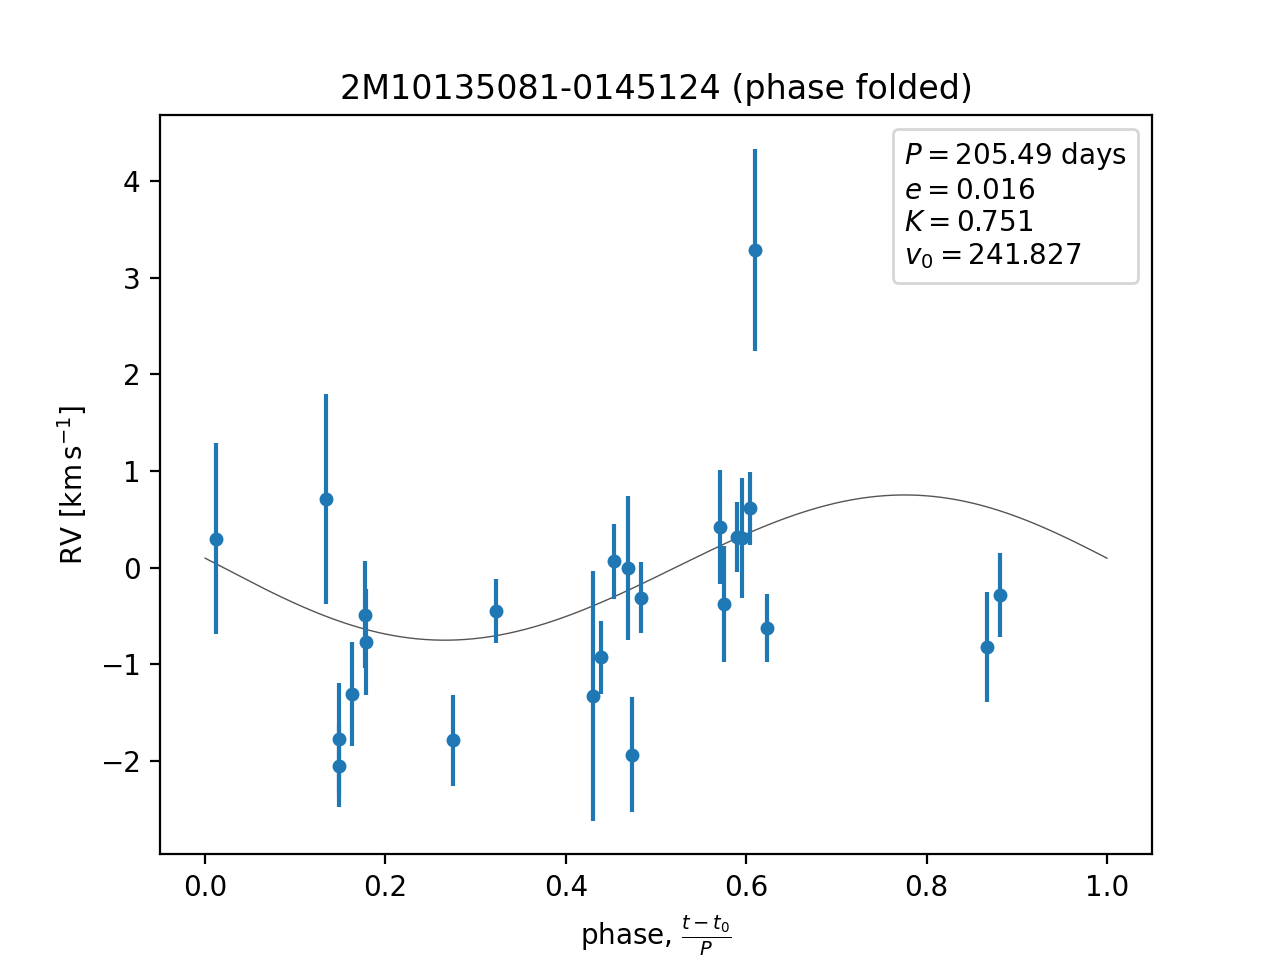 2M10135081-0145124 (phase folded)
P = 205.49 days
e = 0.016
K = 0.751
v₀ = 241.827
4
3
2
1
0
−1
−2
RV [km s⁻¹]
0.0 0.2 0.4 0.6 0.8 1.0
phase, (t − t₀)/P